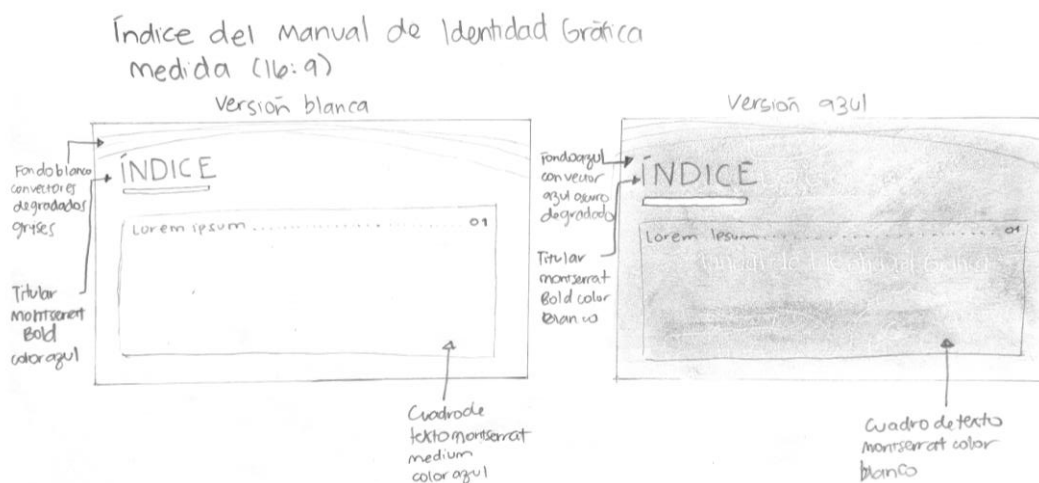 Índice del Manual de Identidad Gráfica
medida (16:9)
Versión blanca
Fondo blanco
con vectores
degradados
grises
ÍNDICE
Lorem ipsum..................01
Titular
montserrat
Bold
color azul
Cuadro de
texto montserrat
medium
color azul
Versión azul
Fondo azul
con vector
azul oscuro
degradado
ÍNDICE
Lorem Ipsum..................01
Titular
montserrat
Bold color
Blanco
Cuadro de texto
montserrat color
blanco